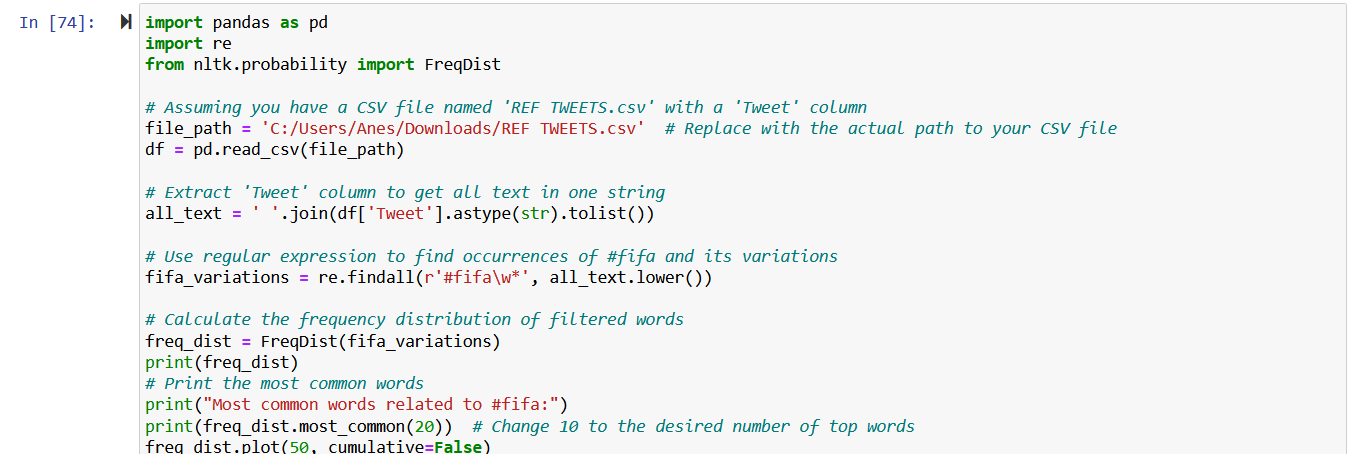 In [74]:
import pandas as pd
import re
from nltk.probability import FreqDist
# Assuming you have a CSV file named 'REF TWEETS.csv' with a 'Tweet' column
file_path = 'C:/Users/Anes/Downloads/REF TWEETS.csv'  # Replace with the actual path to your CSV file
df = pd.read_csv(file_path)
# Extract 'Tweet' column to get all text in one string
all_text = ' '.join(df['Tweet'].astype(str).tolist())
# Use regular expression to find occurrences of #fifa and its variations
fifa_variations = re.findall(r'#fifa\w*', all_text.lower())
# Calculate the frequency distribution of filtered words
freq_dist = FreqDist(fifa_variations)
print(freq_dist)
# Print the most common words
print("Most common words related to #fifa:")
print(freq_dist.most_common(20))  # Change 10 to the desired number of top words
freq_dist.plot(50, cumulative=False)